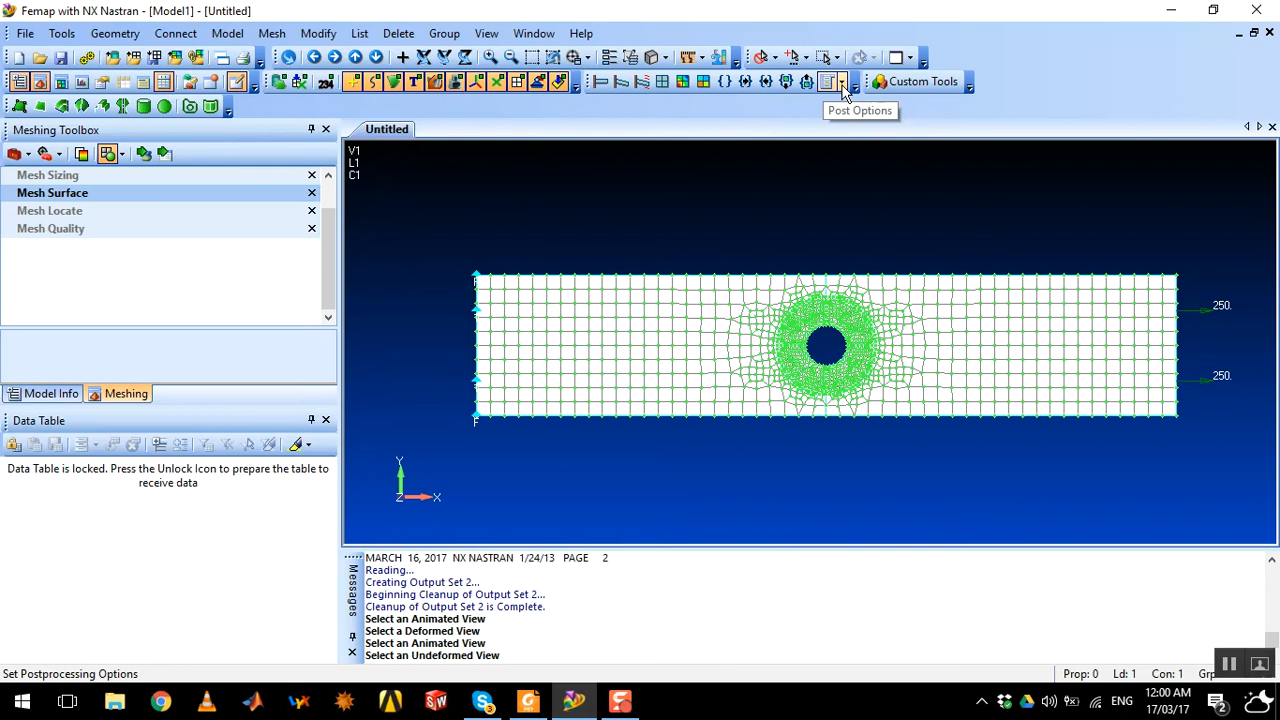 Femap with NX Nastran - [Model1] - [Untitled]
File Tools Geometry Connect Model Mesh Modify List Delete Group View Window Help
234
Custom Tools
Post Options
Meshing Toolbox
Untitled
Mesh Sizing
Mesh Surface
Mesh Locate
Mesh Quality
V1
L1
C1
F
250.
250.
F
Model Info
Meshing
Data Table
Data Table is locked. Press the Unlock Icon to prepare the table to
receive data
Y
Z
X
Messages
MARCH 16, 2017 NX NASTRAN 1/24/13 PAGE 2
Reading...
Creating Output Set 2...
Beginning Cleanup of Output Set 2...
Cleanup of Output Set 2 is Complete.
Select an Animated View
Select a Deformed View
Select an Animated View
Select an Undeformed View
Set Postprocessing Options
Prop: 0 Ld: 1 Con: 1 Grp
ENG
12:00 AM
17/03/17